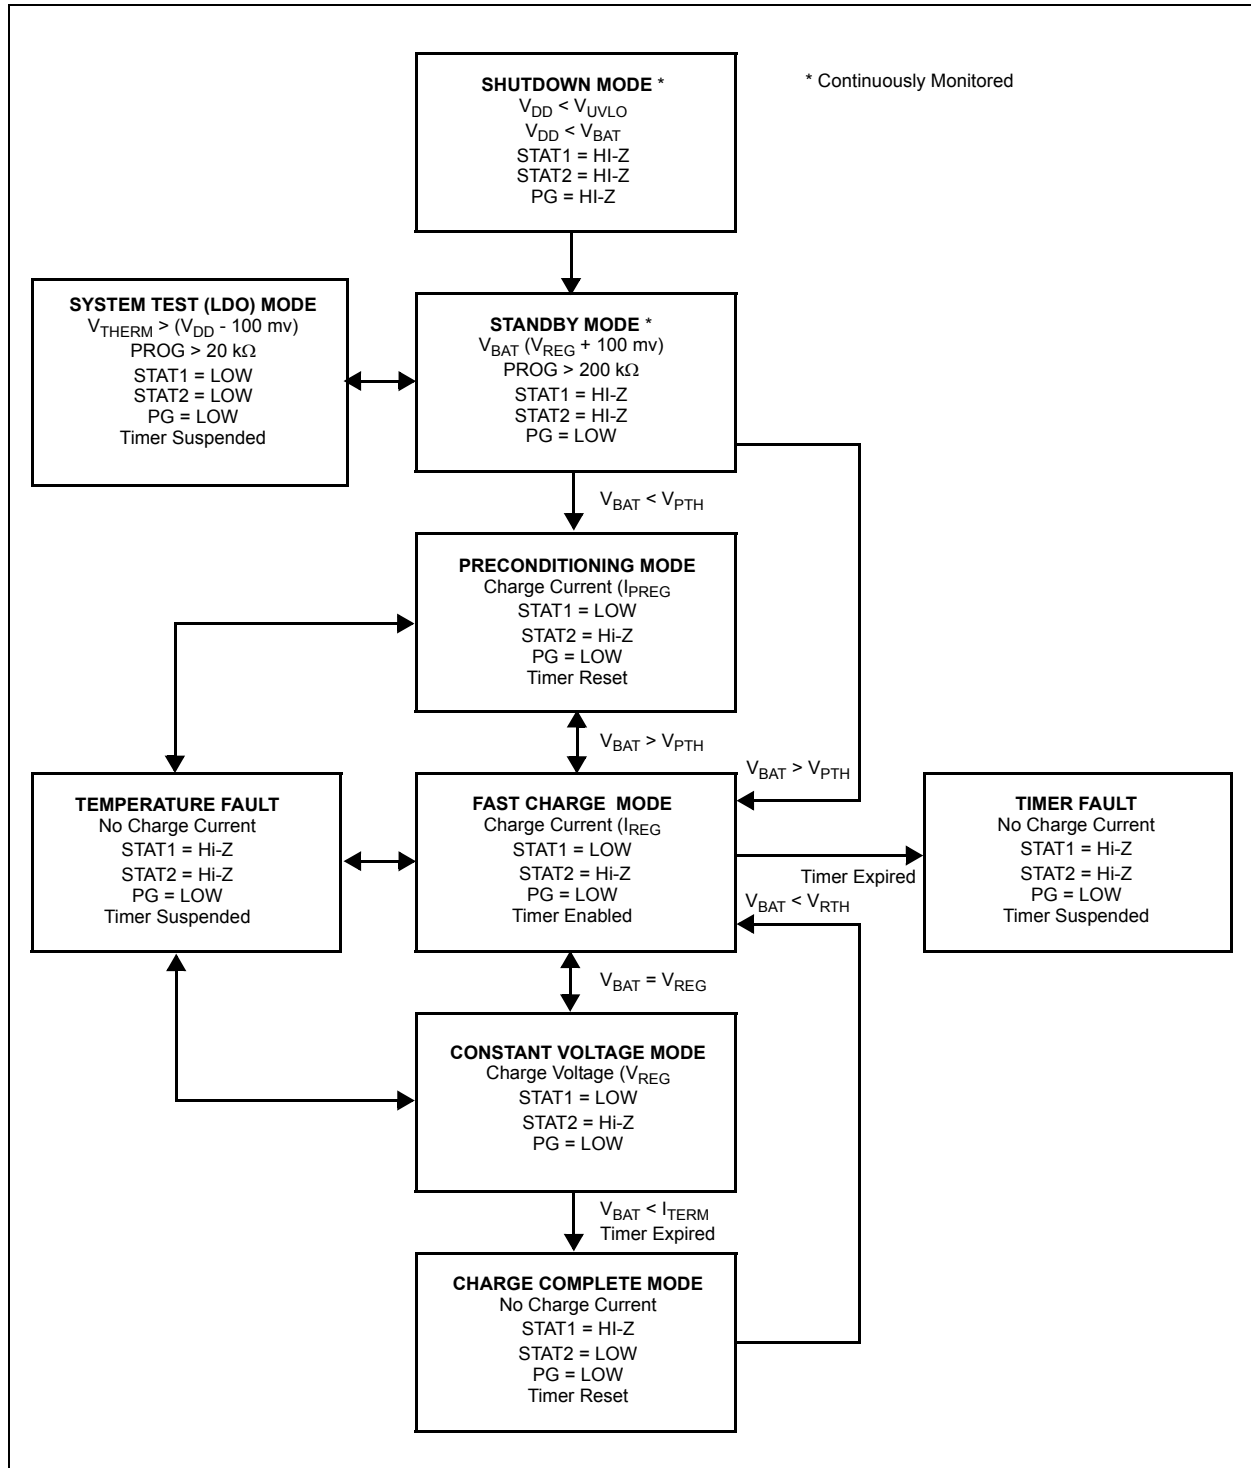 SHUTDOWN MODE *
V_DD < V_UVLO
V_DD < V_BAT
STAT1 = HI-Z
STAT2 = HI-Z
PG = HI-Z
* Continuously Monitored
SYSTEM TEST (LDO) MODE
V_THERM > (V_DD - 100 mv)
PROG > 20 kΩ
STAT1 = LOW
STAT2 = LOW
PG = LOW
Timer Suspended
STANDBY MODE *
V_BAT (V_REG + 100 mv)
PROG > 200 kΩ
STAT1 = HI-Z
STAT2 = HI-Z
PG = LOW
V_BAT < V_PTH
PRECONDITIONING MODE
Charge Current (I_PREG
STAT1 = LOW
STAT2 = Hi-Z
PG = LOW
Timer Reset
V_BAT > V_PTH
V_BAT > V_PTH
TEMPERATURE FAULT
No Charge Current
STAT1 = Hi-Z
STAT2 = Hi-Z
PG = LOW
Timer Suspended
FAST CHARGE  MODE
Charge Current (I_REG
STAT1 = LOW
STAT2 = Hi-Z
PG = LOW
Timer Enabled
Timer Expired
V_BAT < V_RTH
TIMER FAULT
No Charge Current
STAT1 = Hi-Z
STAT2 = Hi-Z
PG = LOW
Timer Suspended
V_BAT = V_REG
CONSTANT VOLTAGE MODE
Charge Voltage (V_REG
STAT1 = LOW
STAT2 = Hi-Z
PG = LOW
V_BAT < I_TERM
Timer Expired
CHARGE COMPLETE MODE
No Charge Current
STAT1 = HI-Z
STAT2 = LOW
PG = LOW
Timer Reset